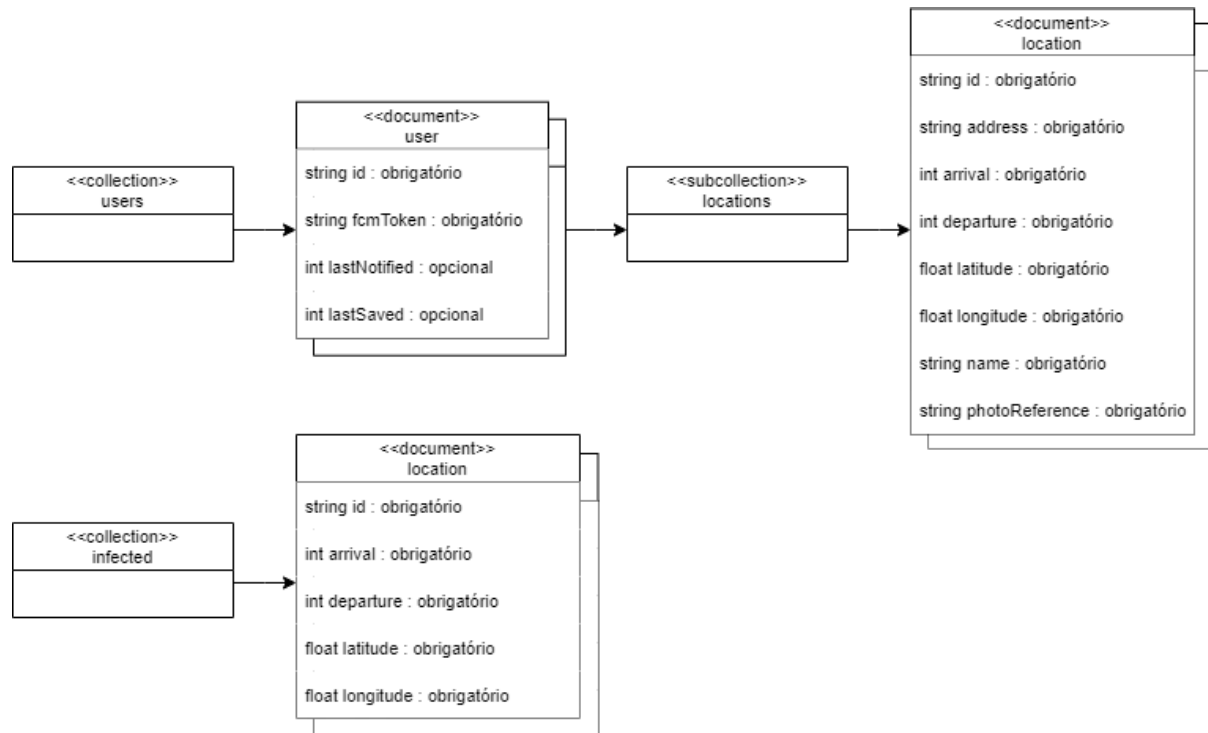 <<collection>>
users
<<document>>
user
string id : obrigatório
string fcmToken : obrigatório
int lastNotified : opcional
int lastSaved : opcional
<<subcollection>>
locations
<<document>>
location
string id : obrigatório
string address : obrigatório
int arrival : obrigatório
int departure : obrigatório
float latitude : obrigatório
float longitude : obrigatório
string name : obrigatório
string photoReference : obrigatório
<<collection>>
infected
<<document>>
location
string id : obrigatório
int arrival : obrigatório
int departure : obrigatório
float latitude : obrigatório
float longitude : obrigatório